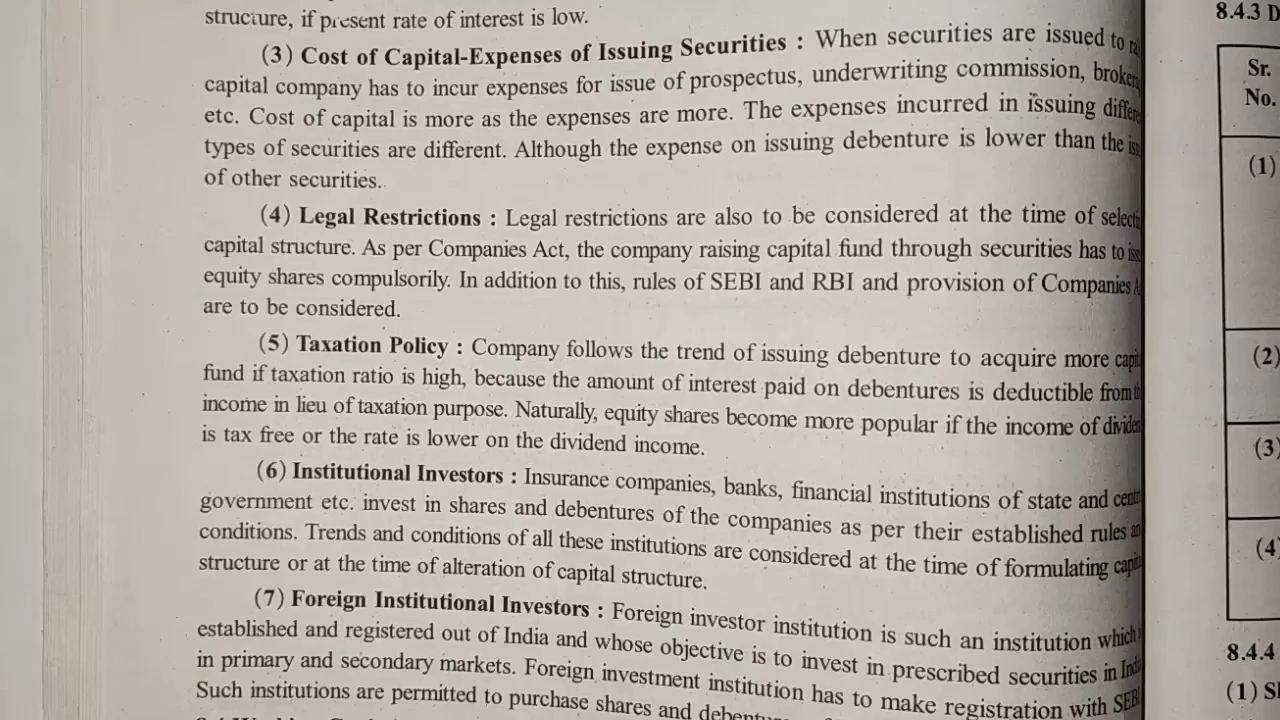 structure, if present rate of interest is low.
(3) Cost of Capital-Expenses of Issuing Securities : When securities are issued to
capital company has to incur expenses for issue of prospectus, underwriting commission,
etc. Cost of capital is more as the expenses are more. The expenses incurred in issuing
types of securities are different. Although the expense on issuing debenture is lower than the
of other securities.
(4) Legal Restrictions : Legal restrictions are also to be considered at the time of
capital structure. As per Companies Act, the company raising capital fund through securities has to
equity shares compulsorily. In addition to this, rules of SEBI and RBI and provision of Companies
are to be considered.
(5) Taxation Policy : Company follows the trend of issuing debenture to acquire more
fund if taxation ratio is high, because the amount of interest paid on debentures is deductible from
income in lieu of taxation purpose. Naturally, equity shares become more popular if the income of
is tax free or the rate is lower on the dividend income.
(6) Institutional Investors : Insurance companies, banks, financial institutions of state and
government etc. invest in shares and debentures of the companies as per their established rules
conditions. Trends and conditions of all these institutions are considered at the time of formulating
structure or at the time of alteration of capital structure.
(7) Foreign Institutional Investors : Foreign investor institution is such an institution which
established and registered out of India and whose objective is to invest in prescribed securities in
in primary and secondary markets. Foreign investment institution has to make registration with SEBI
Such institutions are permitted to purchase shares and
8.4.3
Sr.
No.
(1)
(2)
(3)
(4)
8.4.4
(1)